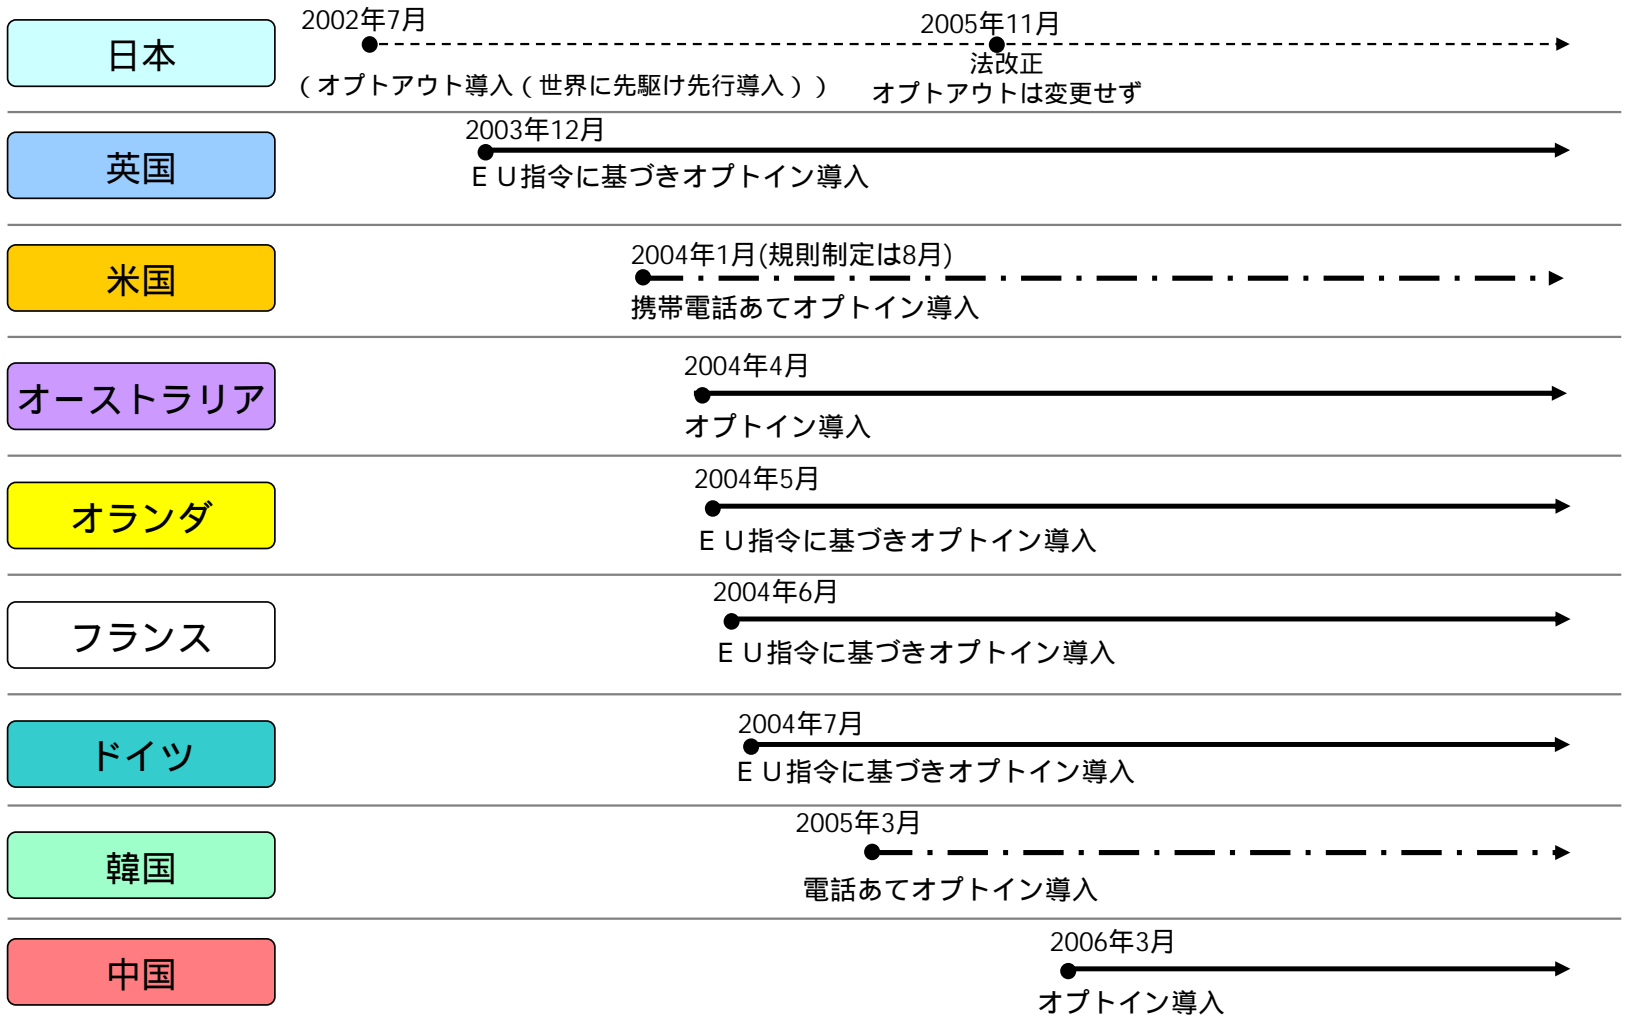 日本
2002年7月
2005年11月
法改正
(オプトアウト導入(世界に先駆け先行導入))
オプトアウトは変更せず
英国
2003年12月
EU指令に基づきオプトイン導入
米国
2004年1月(規則制定は8月)
携帯電話あてオプトイン導入
オーストラリア
2004年4月
オプトイン導入
オランダ
2004年5月
EU指令に基づきオプトイン導入
フランス
2004年6月
EU指令に基づきオプトイン導入
ドイツ
2004年7月
EU指令に基づきオプトイン導入
韓国
2005年3月
電話あてオプトイン導入
中国
2006年3月
オプトイン導入